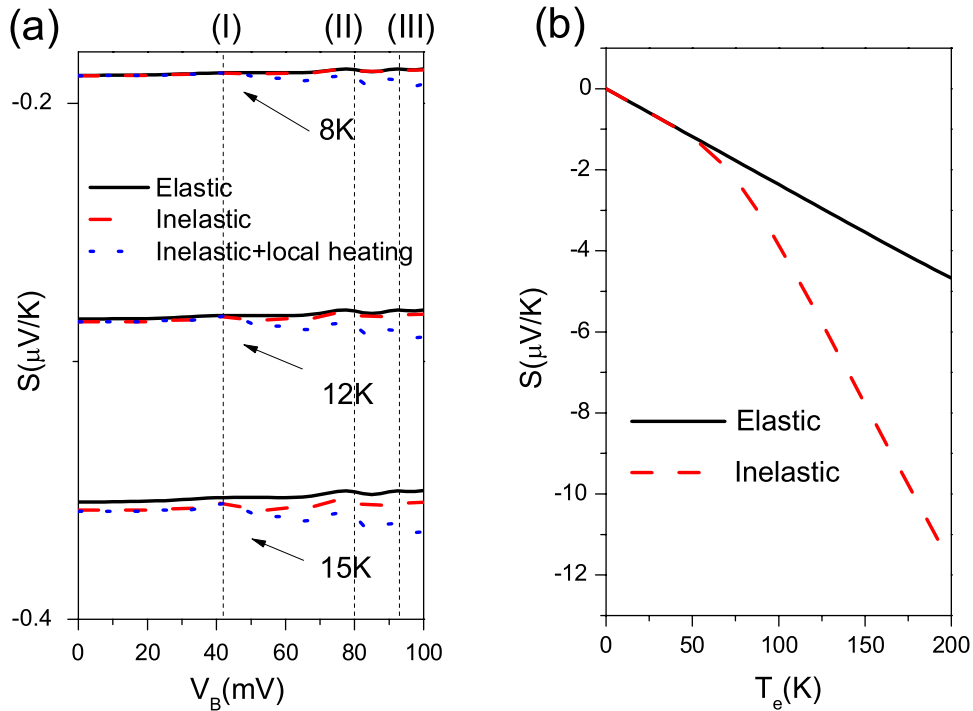 (a)
(I) (II) (III)
-0.2
8K
Elastic
Inelastic
Inelastic+local heating
S(μV/K)
12K
15K
-0.4
0 20 40 60 80 100
V_B(mV)
(b)
0
-2
-4
-6
-8
-10
-12
S(μV/K)
Elastic
Inelastic
0 50 100 150 200
T_e(K)